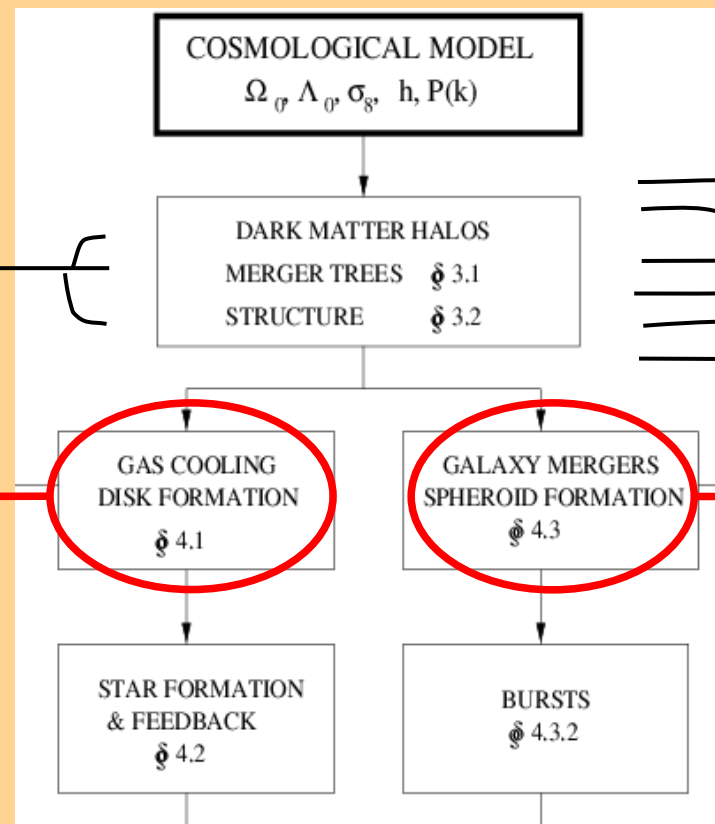 COSMOLOGICAL MODEL
Ω₀, Λ₀, σ₈, h, P(k)
DARK MATTER HALOS
MERGER TREES § 3.1
STRUCTURE § 3.2
GAS COOLING
DISK FORMATION
§ 4.1
GALAXY MERGERS
SPHEROID FORMATION
§ 4.3
STAR FORMATION
& FEEDBACK
§ 4.2
BURSTS
§ 4.3.2